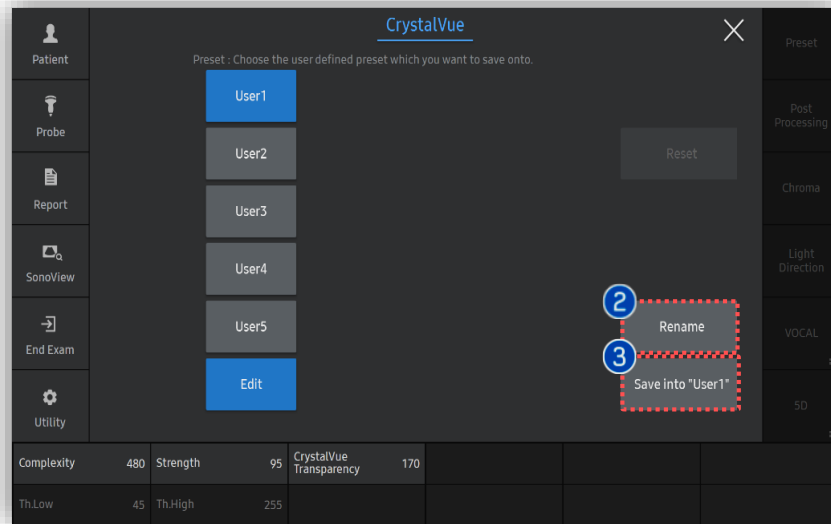 CrystalVue
Preset : Choose the user defined preset which you want to save onto.
Patient
Probe
Report
SonoView
End Exam
Utility
User1
User2
User3
User4
User5
Edit
Reset
2
Rename
3
Save into "User1"
Preset
Post
Processing
Chroma
Light
Direction
VOCAL
5D
Complexity 480 Strength 95 CrystalVue Transparency 170
Th.Low 45 Th.High 255